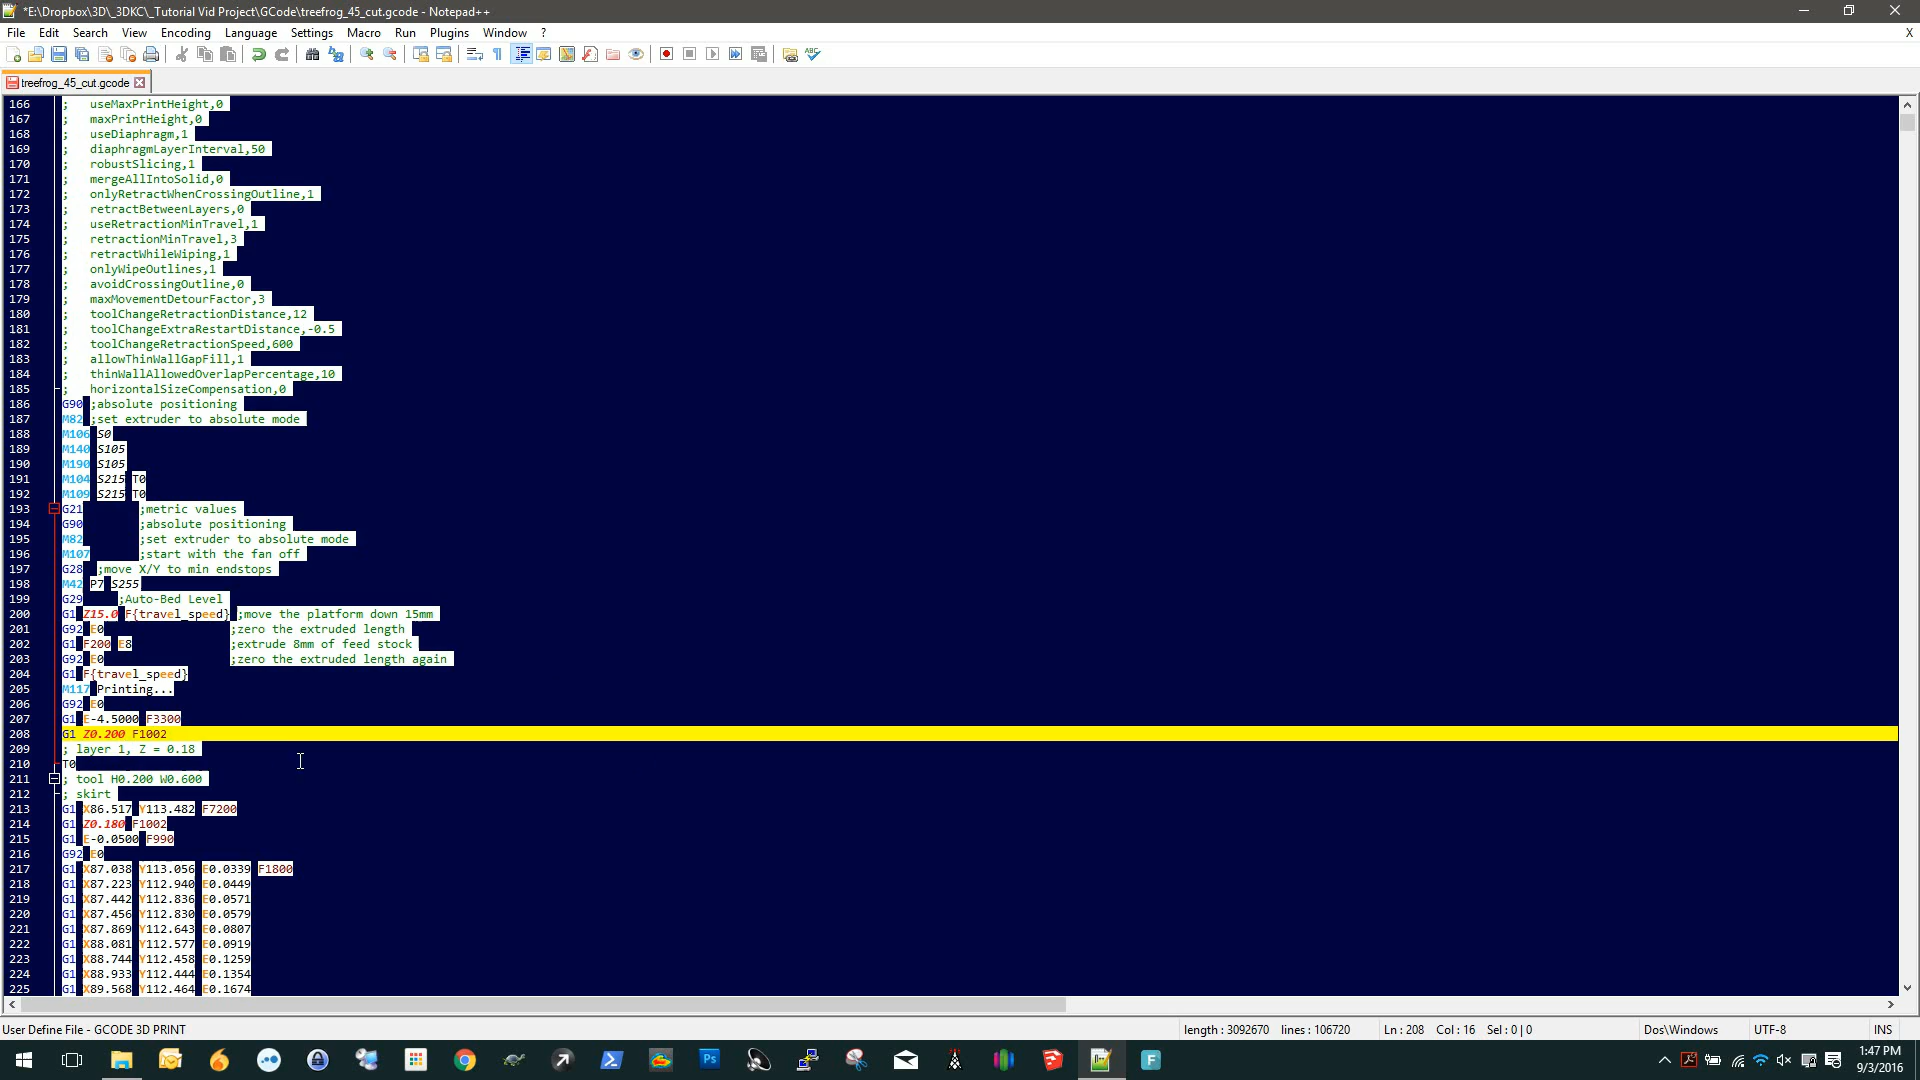 *E:\Dropbox\3D\_3DKC\_Tutorial Vid Project\GCode\treefrog_45_cut.gcode - Notepad++
File Edit Search View Encoding Language Settings Macro Run Plugins Window ? X
treefrog_45_cut.gcode
166 ; useMaxPrintHeight,0
167 ; maxPrintHeight,0
168 ; useDiaphragm,1
169 ; diaphragmLayerInterval,50
170 ; robustSlicing,1
171 ; mergeAllIntoSolid,0
172 ; onlyRetractWhenCrossingOutline,1
173 ; retractBetweenLayers,0
174 ; useRetractionMinTravel,1
175 ; retractionMinTravel,3
176 ; retractWhileWiping,1
177 ; onlyWipeOutlines,1
178 ; avoidCrossingOutline,0
179 ; maxMovementDetourFactor,3
180 ; toolChangeRetractionDistance,12
181 ; toolChangeExtraRestartDistance,-0.5
182 ; toolChangeRetractionSpeed,600
183 ; allowThinWallGapFill,1
184 ; thinWallAllowedOverlapPercentage,10
185 ; horizontalSizeCompensation,0
186 G90 ;absolute positioning
187 M82 ;set extruder to absolute mode
188 M106 S0
189 M140 S105
190 M190 S105
191 M104 S215 T0
192 M109 S215 T0
193 G21 ;metric values
194 G90 ;absolute positioning
195 M82 ;set extruder to absolute mode
196 M107 ;start with the fan off
197 G28 ;move X/Y to min endstops
198 M42 P7 S255
199 G29 ;Auto-Bed Level
200 G1 Z15.0 F{travel_speed} ;move the platform down 15mm
201 G92 E0 ;zero the extruded length
202 G1 F200 E8 ;extrude 8mm of feed stock
203 G92 E0 ;zero the extruded length again
204 G1 F{travel_speed}
205 M117 Printing...
206 G92 E0
207 G1 E-4.5000 F3300
208 G1 Z0.200 F1002
209 ; layer 1, Z = 0.18
210 T0
211 ; tool H0.200 W0.600
212 ; skirt
213 G1 X86.517 Y113.482 F7200
214 G1 Z0.180 F1002
215 G1 E-0.0500 F990
216 G92 E0
217 G1 X87.038 Y113.056 E0.0339 F1800
218 G1 X87.223 Y112.940 E0.0449
219 G1 X87.442 Y112.836 E0.0571
220 G1 X87.456 Y112.830 E0.0579
221 G1 X87.869 Y112.643 E0.0807
222 G1 X88.081 Y112.577 E0.0919
223 G1 X88.744 Y112.458 E0.1259
224 G1 X88.933 Y112.444 E0.1354
225 G1 X89.568 Y112.464 E0.1674
User Define File - GCODE 3D PRINT length : 3092670 lines : 106720 Ln : 208 Col : 16 Sel : 0 | 0 Dos\Windows UTF-8 INS
Ps F 1:47 PM
9/3/2016